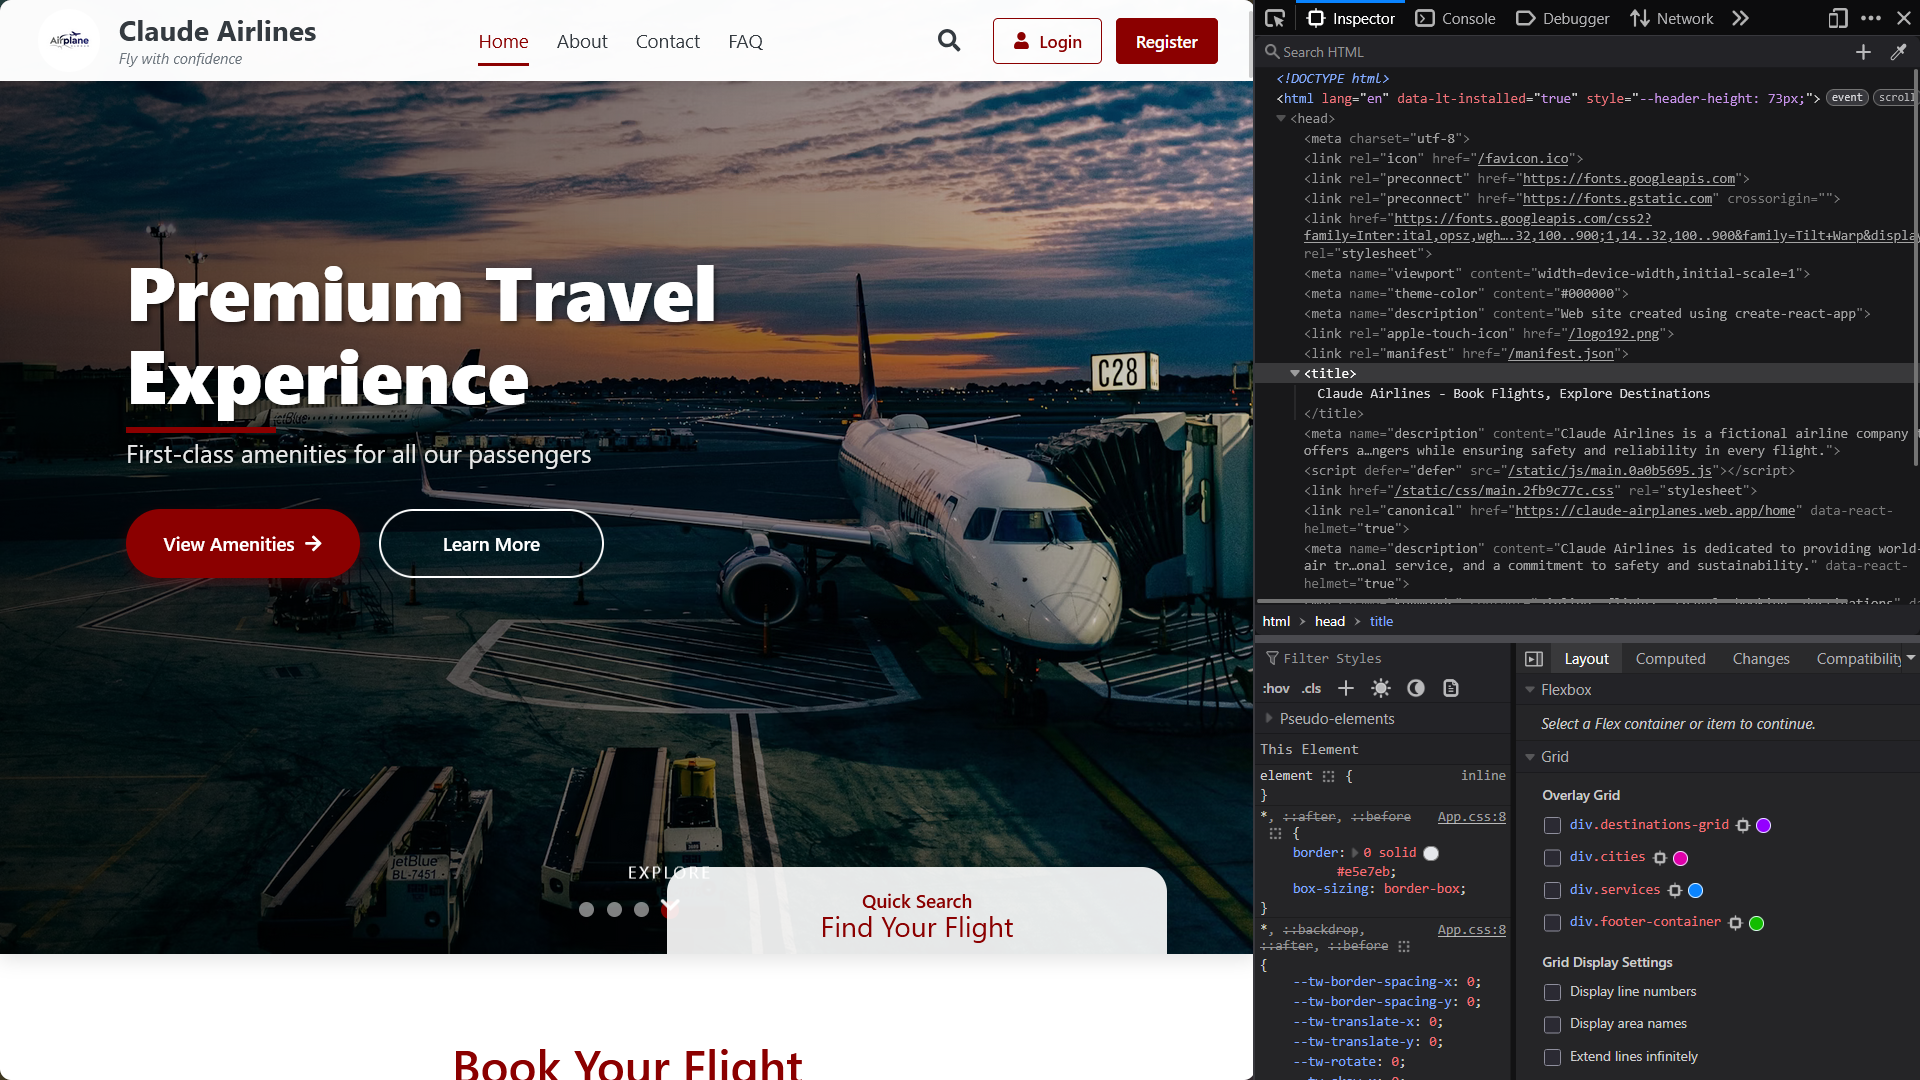 Airplane
Claude Airlines
Fly with confidence
Home
About
Contact
FAQ
Login
Register
Premium Travel
Experience
First-class amenities for all our passengers
View Amenities
Learn More
C28
jetBlue
jetBlue
BL-7451
EXPLORE
Quick Search
Find Your Flight
Book Your Flight
Inspector
Console
Debugger
Network
Search HTML
<!DOCTYPE html>
<html lang="en" data-lt-installed="true" style="--header-height: 73px;"> event scroll
<head>
<meta charset="utf-8">
<link rel="icon" href="/favicon.ico">
<link rel="preconnect" href="https://fonts.googleapis.com">
<link rel="preconnect" href="https://fonts.gstatic.com" crossorigin="">
<link href="https://fonts.googleapis.com/css2?
family=Inter:ital,opsz,wgh….32,100..900;1,14..32,100..900&family=Tilt+Warp&display
rel="stylesheet">
<meta name="viewport" content="width=device-width,initial-scale=1">
<meta name="theme-color" content="#000000">
<meta name="description" content="Web site created using create-react-app">
<link rel="apple-touch-icon" href="/logo192.png">
<link rel="manifest" href="/manifest.json">
<title>
Claude Airlines - Book Flights, Explore Destinations
</title>
<meta name="description" content="Claude Airlines is a fictional airline company
offers a…ngers while ensuring safety and reliability in every flight.">
<script defer="defer" src="/static/js/main.0a0b5695.js"></script>
<link href="/static/css/main.2fb9c77c.css" rel="stylesheet">
<link rel="canonical" href="https://claude-airplanes.web.app/home" data-react-
helmet="true">
<meta name="description" content="Claude Airlines is dedicated to providing world-
air tr…onal service, and a commitment to safety and sustainability." data-react-
helmet="true">
html > head > title
Filter Styles
:hov .cls
Pseudo-elements
This Element
element { inline
}
*, ::after, ::before App.css:8
{
border: 0 solid
#e5e7eb;
box-sizing: border-box;
}
*, ::backdrop, App.css:8
::after, ::before
{
--tw-border-spacing-x: 0;
--tw-border-spacing-y: 0;
--tw-translate-x: 0;
--tw-translate-y: 0;
--tw-rotate: 0;
Layout
Computed
Changes
Compatibility
Flexbox
Select a Flex container or item to continue.
Grid
Overlay Grid
div.destinations-grid
div.cities
div.services
div.footer-container
Grid Display Settings
Display line numbers
Display area names
Extend lines infinitely